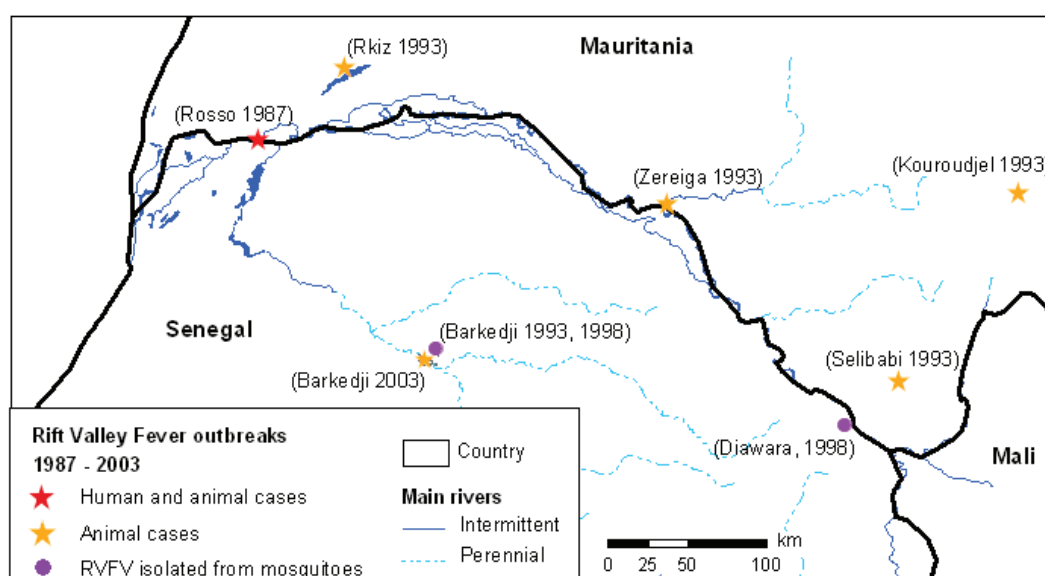 (Rkiz 1993)
Mauritania
(Rosso 1987)
(Zereiga 1993)
(Kouroudjel 1993)
Senegal
(Barkedji 1993, 1998)
(Barkedji 2003)
(Selibabi 1993)
(Diawara, 1998)
Mali
Rift Valley Fever outbreaks
1987 - 2003
Human and animal cases
Animal cases
RVFV isolated from mosquitoes
Country
Main rivers
Intermittent
Perennial
km
0 25 50 100